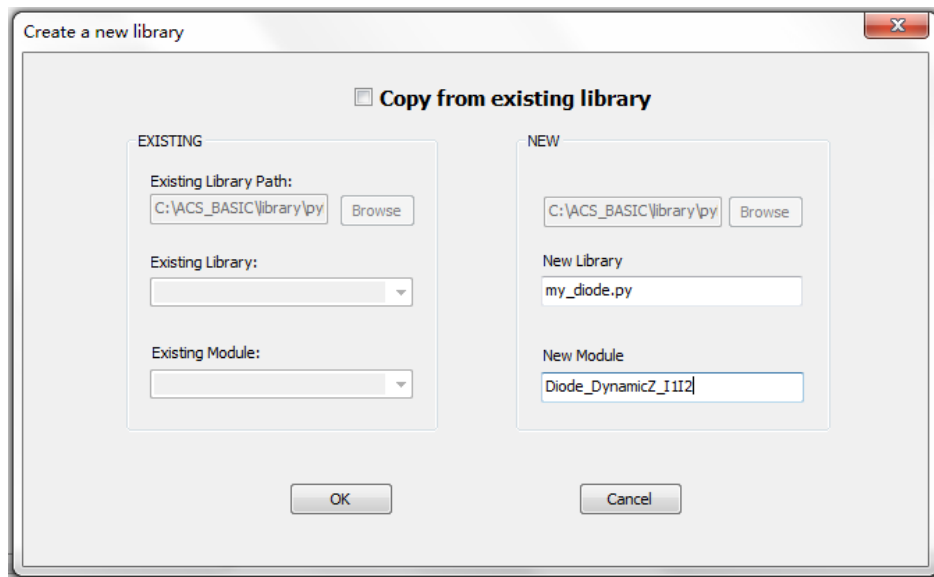 Create a new library
Copy from existing library
EXISTING
Existing Library Path:
C:\ACS_BASIC\library\py
Browse
Existing Library:
Existing Module:
NEW
C:\ACS_BASIC\library\py
Browse
New Library
my_diode.py
New Module
Diode_DynamicZ_I1I2
OK
Cancel